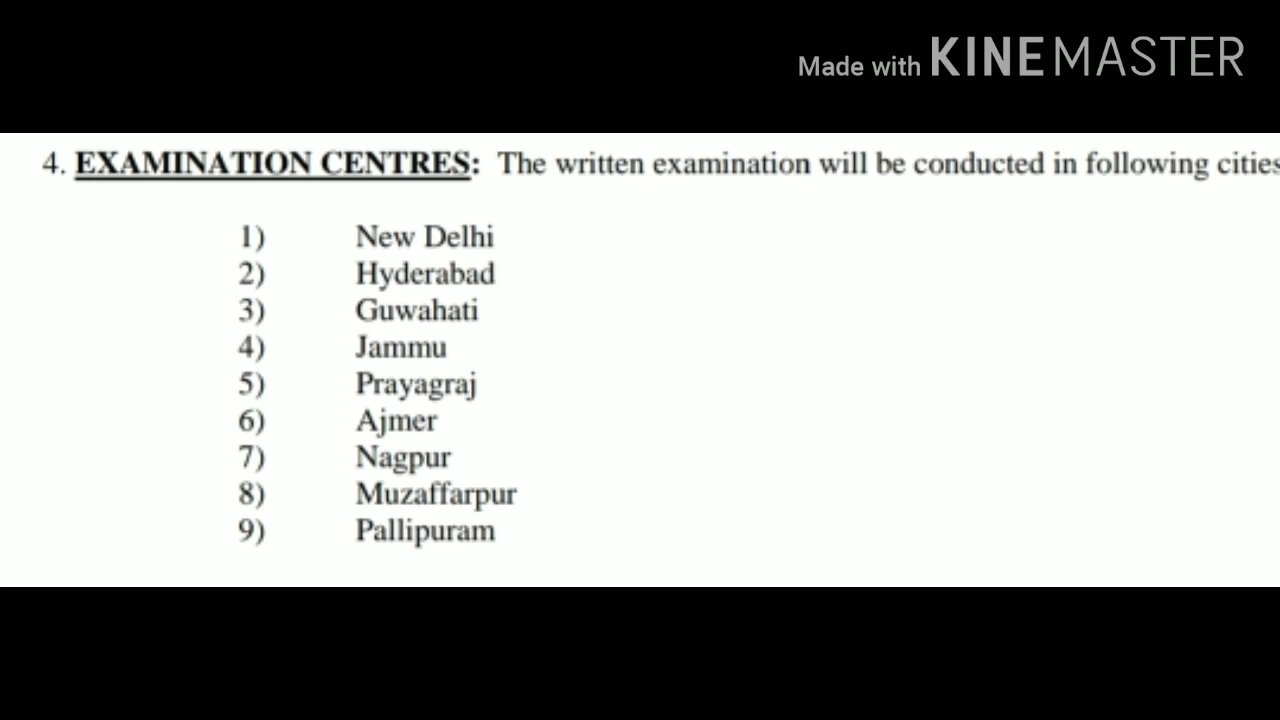 Made with KINEMASTER
4. EXAMINATION CENTRES: The written examination will be conducted in following cities
1) New Delhi
2) Hyderabad
3) Guwahati
4) Jammu
5) Prayagraj
6) Ajmer
7) Nagpur
8) Muzaffarpur
9) Pallipuram